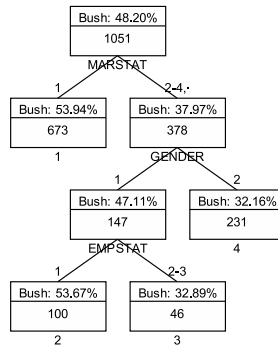 Bush: 48.20%
1051
MARSTAT
1 2-4,.
Bush: 53.94% Bush: 37.97%
673 378
1 GENDER
1 2
Bush: 47.11% Bush: 32.16%
147 231
EMPSTAT 4
1 2-3
Bush: 53.67% Bush: 32.89%
100 46
2 3